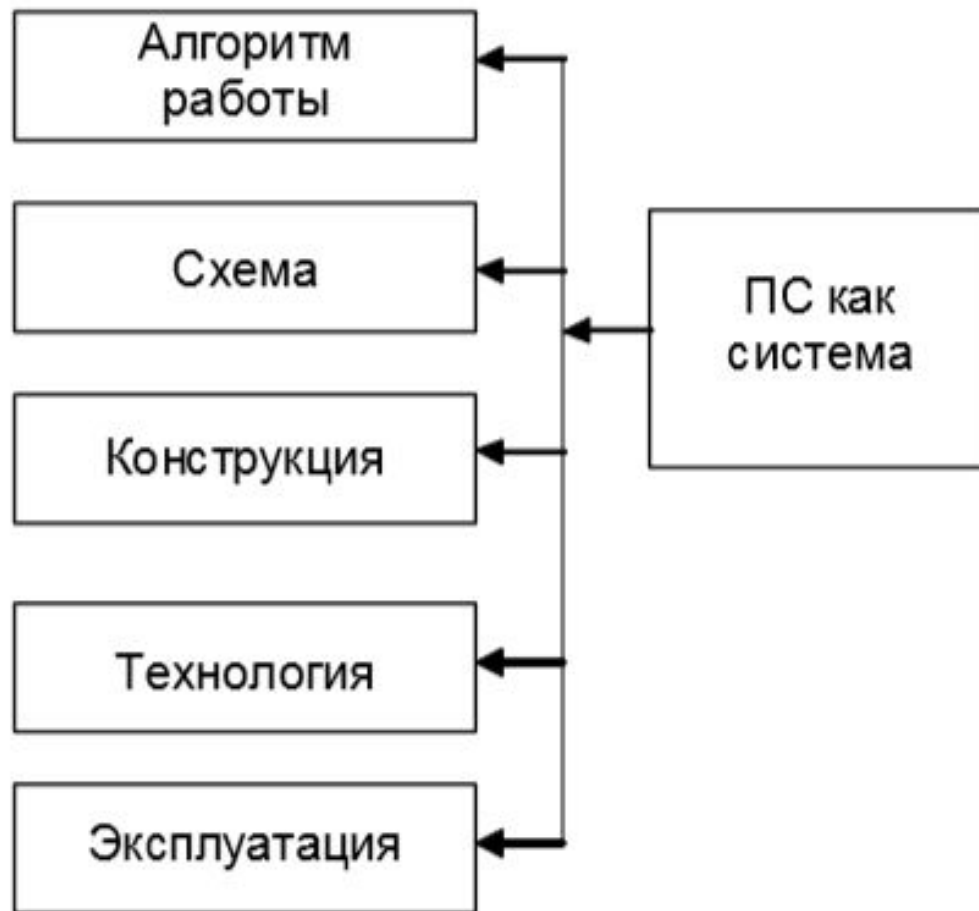 Алгоритм
работы
Схема
ПС как
система
Конструкция
Технология
Эксплуатация